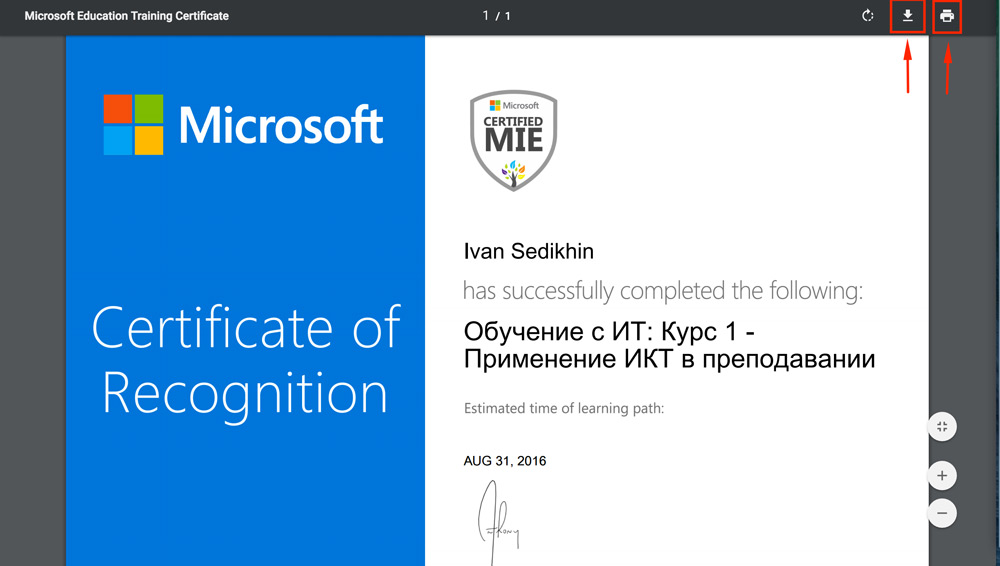 Microsoft Education Training Certificate
1 / 1
Microsoft
Certificate of
Recognition
Microsoft
CERTIFIED
MIE
Ivan Sedikhin
has successfully completed the following:
Обучение с ИТ: Курс 1 -
Применение ИКТ в преподавании
Estimated time of learning path:
AUG 31, 2016